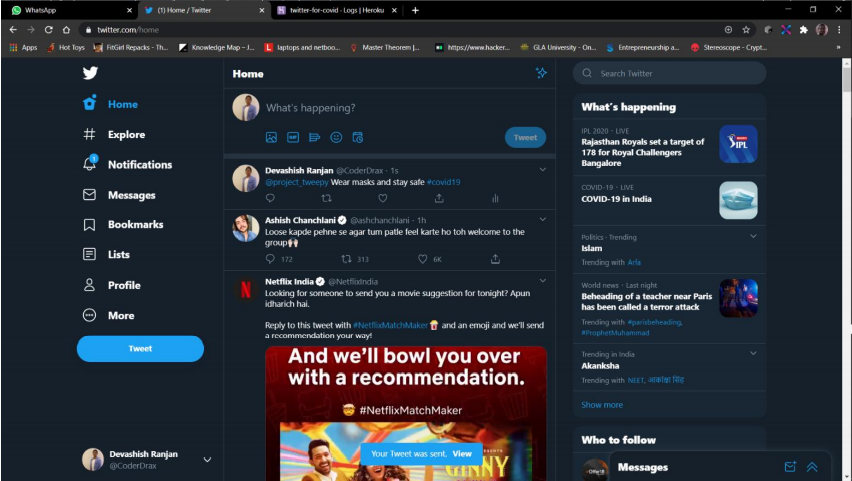 WhatsApp
(1) Home / Twitter
twitter-for-covid - Logs | Heroku
twitter.com/home
Apps
Hot Toys
FitGirl Repacks - Th...
Knowledge Map – J...
laptops and netboo...
Master Theorem |...
https://www.hacker...
GLA University - On...
Entrepreneurship a...
Stereoscope - Crypt...
Home
Explore
1
Notifications
Messages
Bookmarks
Lists
Profile
More
Tweet
Devashish Ranjan
@CoderDrax
Home
What's happening?
GIF
Tweet
Devashish Ranjan @CoderDrax · 1s
@project_tweepy Wear masks and stay safe #covid19
Ashish Chanchlani @ashchanchlani · 1h
Loose kapde pehne se agar tum patle feel karte ho toh welcome to the
group
172 313 6K
Netflix India @NetflixIndia
Looking for someone to send you a movie suggestion for tonight? Apun
idharich hai.
Reply to this tweet with #NetflixMatchMaker and an emoji and we'll send
a recommendation your way!
And we'll bowl you over
with a recommendation.
#NetflixMatchMaker
GINNY
Your Tweet was sent. View
Search Twitter
What's happening
IPL 2020 · LIVE
Rajasthan Royals set a target of
178 for Royal Challengers
Bangalore
IPL
COVID-19 · LIVE
COVID-19 in India
Politics · Trending
Islam
Trending with Arfa
World news · Last night
Beheading of a teacher near Paris
has been called a terror attack
Trending with #parisbeheading,
#ProphetMuhammad
Trending in India
Akanksha
Trending with NEET, आकांक्षा सिंह
Show more
Who to follow
Messages